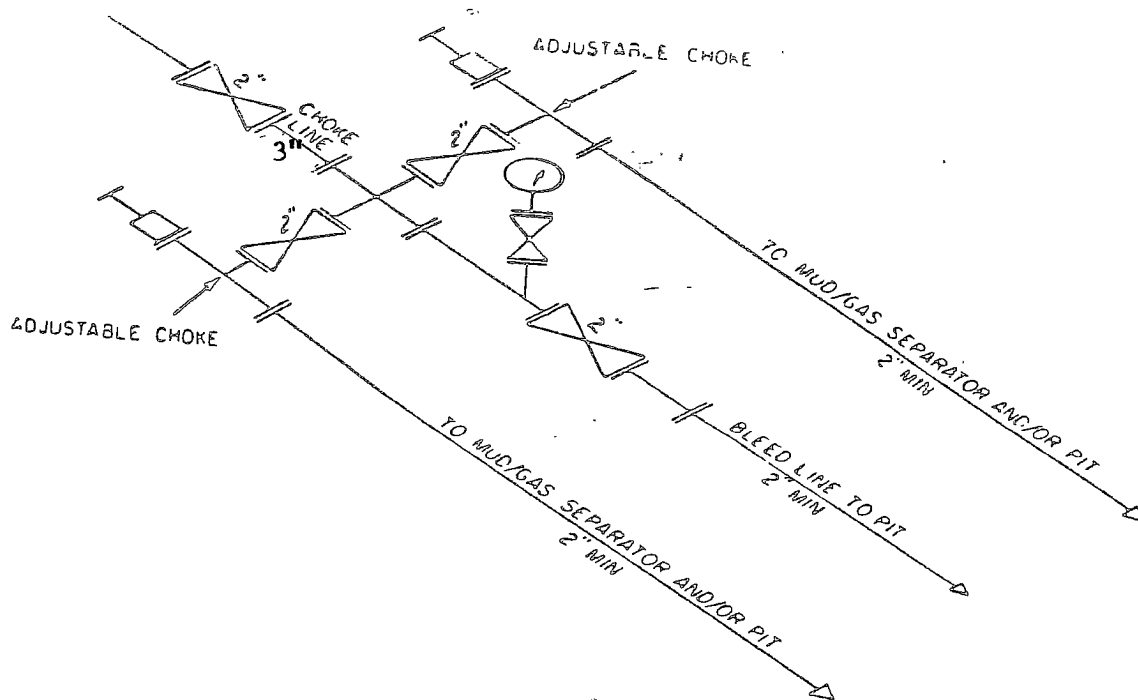 ADJUSTABLE CHOKE
2"
CHOKE
LINE
3"
2"
2"
ADJUSTABLE CHOKE
2"
TO MUD/GAS SEPARATOR AND/OR PIT
2" MIN
BLEED LINE TO PIT
2" MIN
TO MUD/GAS SEPARATOR AND/OR PIT
2" MIN